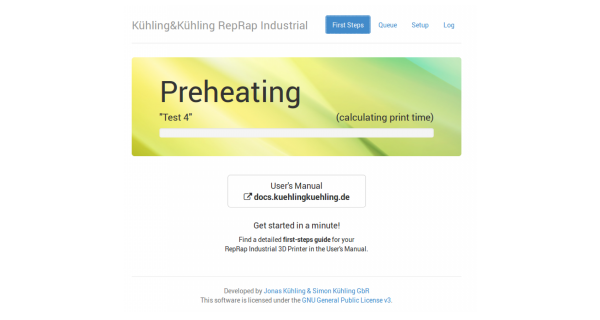 Kühling&Kühling RepRap Industrial First Steps Queue Setup Log
Preheating
"Test 4" (calculating print time)
User's Manual
docs.kuehlingkuehling.de
Get started in a minute!
Find a detailed first-steps guide for your
RepRap Industrial 3D Printer in the User's Manual.
Developed by Jonas Kühling & Simon Kühling GbR
This software is licensed under the GNU General Public License v3.